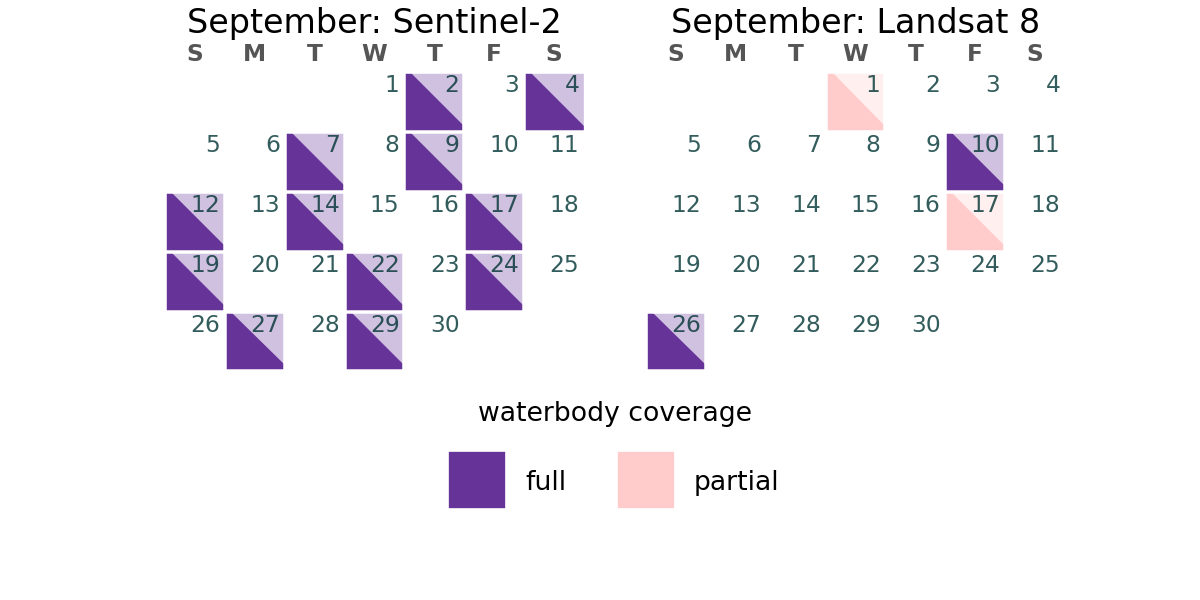 September: Sentinel-2
S M T W T F S
1 2 3 4
5 6 7 8 9 10 11
12 13 14 15 16 17 18
19 20 21 22 23 24 25
26 27 28 29 30
September: Landsat 8
S M T W T F S
1 2 3 4
5 6 7 8 9 10 11
12 13 14 15 16 17 18
19 20 21 22 23 24 25
26 27 28 29 30
waterbody coverage
full partial